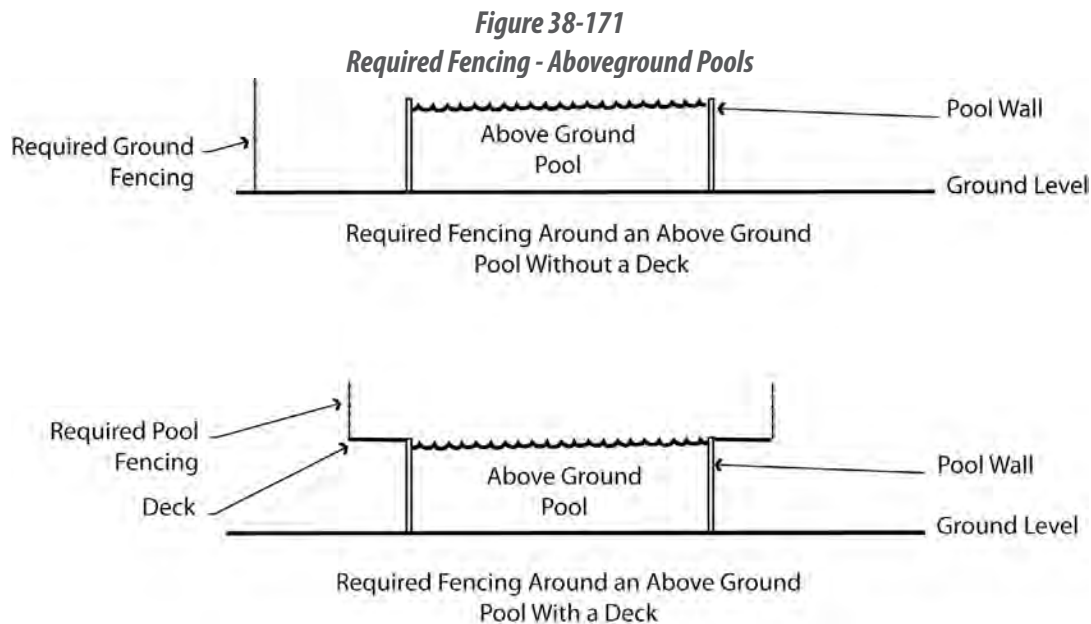 Figure 38-171
Required Fencing - Aboveground Pools
Required Ground
Fencing
Above Ground
Pool
Pool Wall
Ground Level
Required Fencing Around an Above Ground
Pool Without a Deck
Required Pool
Fencing
Deck
Above Ground
Pool
Pool Wall
Ground Level
Required Fencing Around an Above Ground
Pool With a Deck